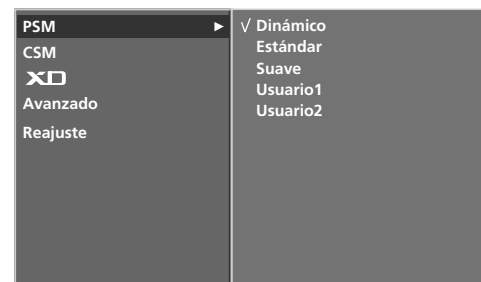 PSM ▶
CSM
XD
Avanzado
Reajuste
√ Dinámico
Estándar
Suave
Usuario1
Usuario2